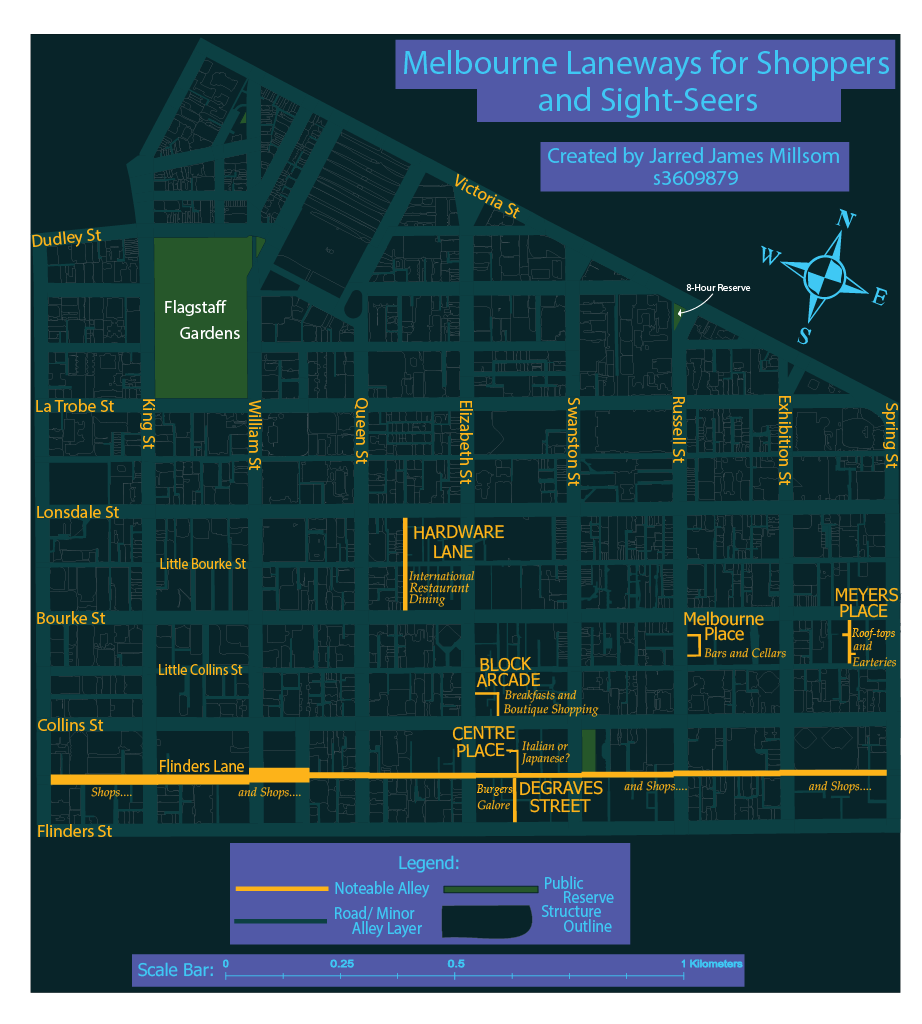 Melbourne Laneways for Shoppers
and Sight-Seers
Created by Jarred James Millsom
s3609879
Victoria St
N
W
E
S
Dudley St
8-Hour Reserve
Flagstaff
Gardens
La Trobe St
King St
William St
Queen St
Elizabeth St
Swanston St
Russell St
Exhibition St
Spring St
Lonsdale St
HARDWARE
LANE
Little Bourke St
International
Restaurant
Dining
Bourke St
MEYERS
PLACE
Melbourne
Place
Bars and Cellars
Roof-tops
and
Earteries
Little Collins St
BLOCK
ARCADE
Breakfasts and
Boutique Shopping
Collins St
CENTRE
PLACE
Italian or
Japanese?
Flinders Lane
Shops....
and Shops....
Burgers
Galore
DEGRAVES
STREET
and Shops....
and Shops....
Flinders St
Legend:
Noteable Alley
Public
Reserve
Road/ Minor
Alley Layer
Structure
Outline
Scale Bar:
0
0.25
0.5
1 Kilometers